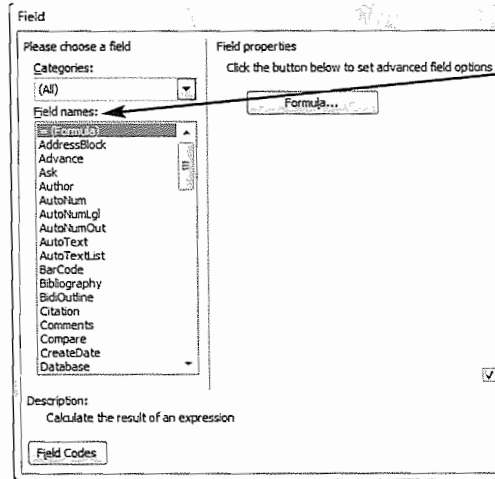 Field
Please choose a field
Categories:
(All)
Field names:
= (Formula)
AddressBlock
Advance
Ask
Author
AutoNum
AutoNumLgl
AutoNumOut
AutoText
AutoTextList
BarCode
Bibliography
BidiOutline
Citation
Comments
Compare
CreateDate
Database
Description:
Calculate the result of an expression
Field Codes
Field properties
Click the button below to set advanced field options
Formula...